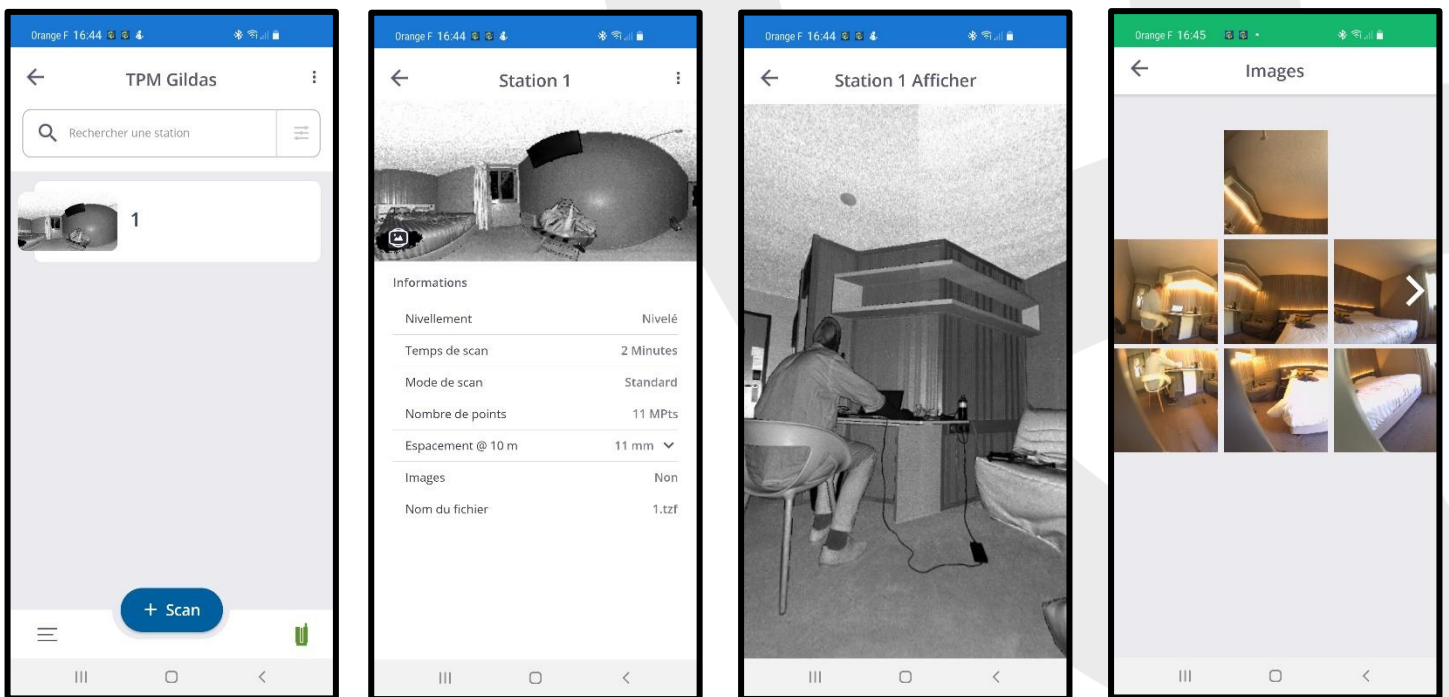 Orange F 16:44
TPM Gildas
Rechercher une station
1
+ Scan
Orange F 16:44
Station 1
Informations
Nivellement Nivelé
Temps de scan 2 Minutes
Mode de scan Standard
Nombre de points 11 MPts
Espacement @ 10 m 11 mm
Images Non
Nom du fichier 1.tzf
Orange F 16:44
Station 1 Afficher
Orange F 16:45
Images